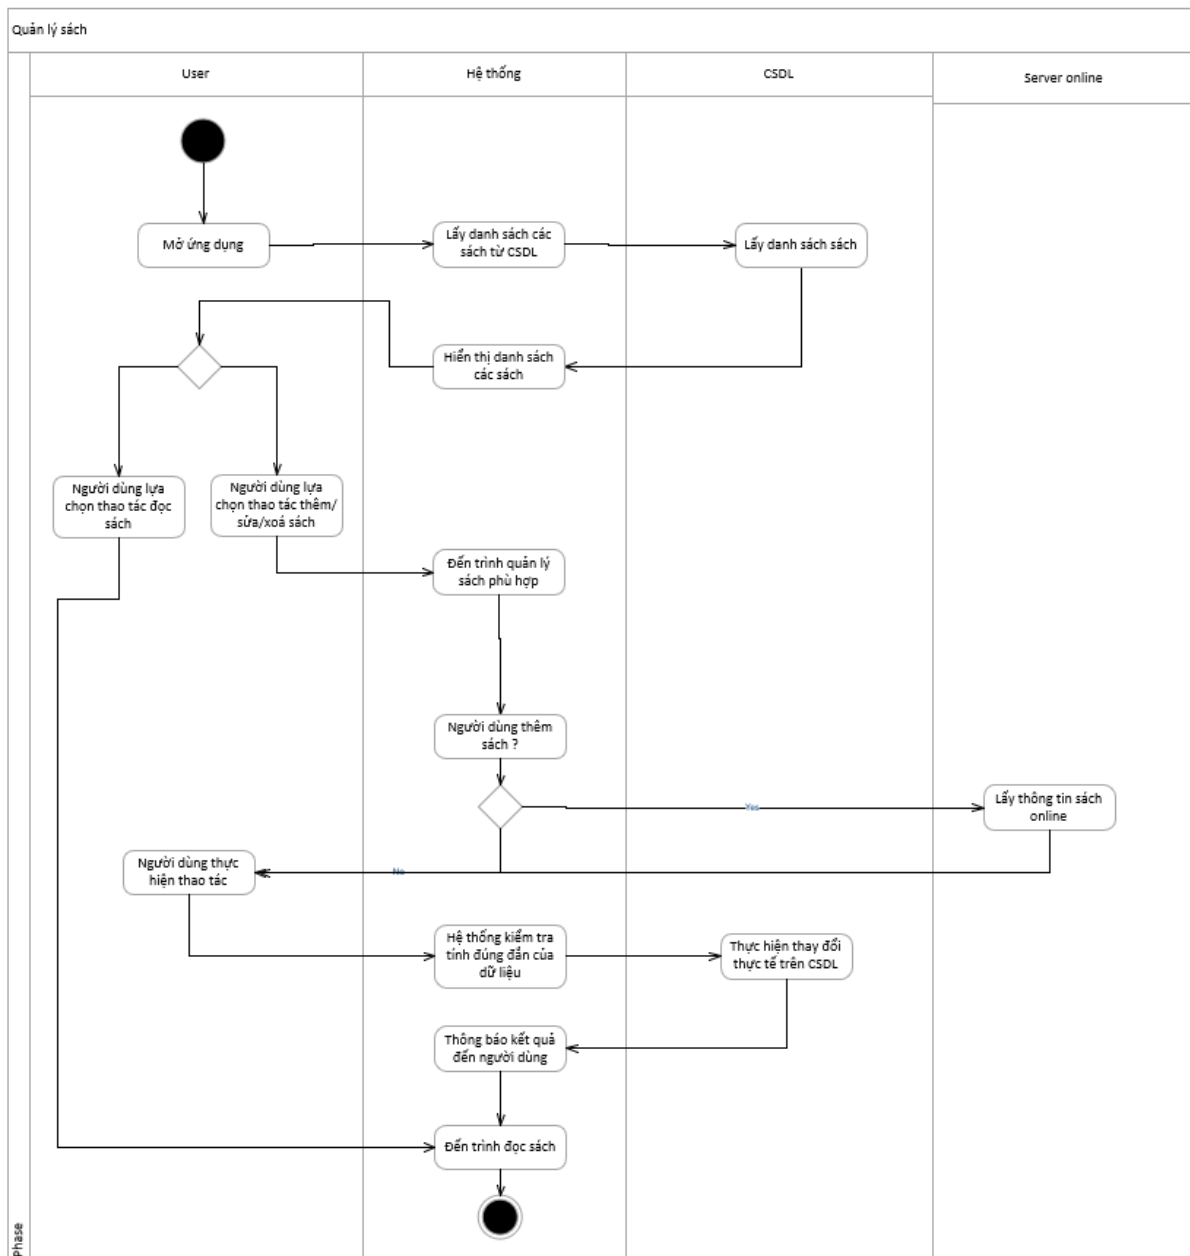 Quản lý sách
User
Hệ thống
CSDL
Server online
Mở ứng dụng
Lấy danh sách các
sách từ CSDL
Lấy danh sách sách
Hiển thị danh sách
các sách
Người dùng lựa
chọn thao tác đọc
sách
Người dùng lựa
chọn thao tác thêm/
sửa/xoá sách
Đến trình quản lý
sách phù hợp
Người dùng thêm
sách ?
Yes
Lấy thông tin sách
online
No
Người dùng thực
hiện thao tác
Hệ thống kiểm tra
tính đúng đắn của
dữ liệu
Thực hiện thay đổi
thực tế trên CSDL
Thông báo kết quả
đến người dùng
Đến trình đọc sách
Phase